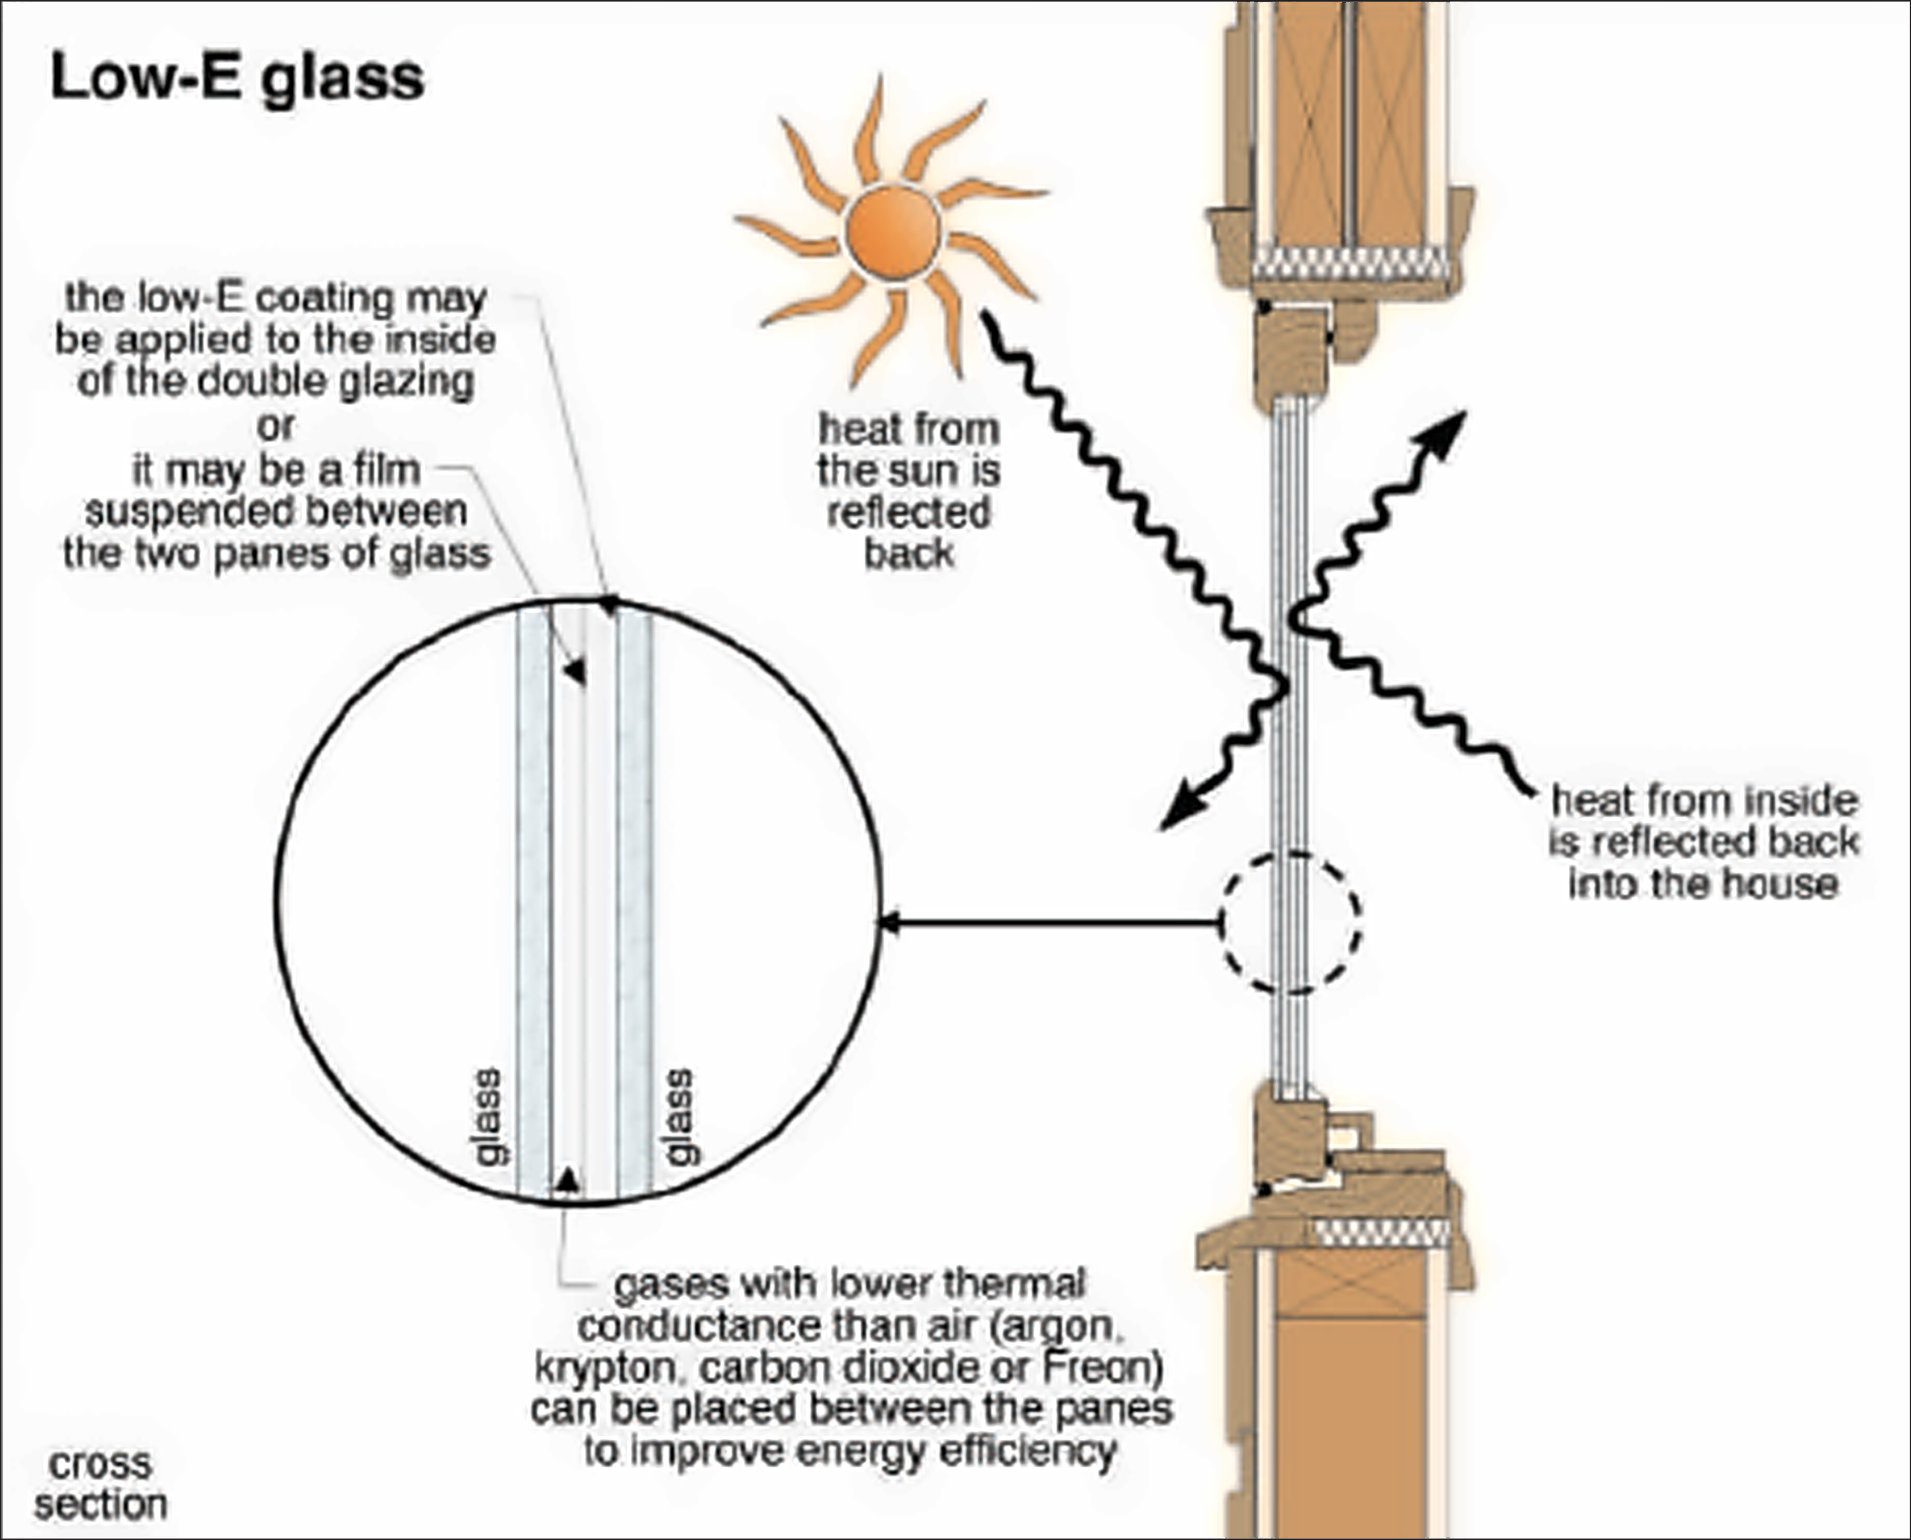 Low-E glass
the low-E coating may
be applied to the inside
of the double glazing
or
it may be a film
suspended between
the two panes of glass
heat from
the sun is
reflected
back
heat from inside
is reflected back
into the house
glass
glass
gases with lower thermal
conductance than air (argon,
krypton, carbon dioxide or Freon)
can be placed between the panes
to improve energy efficiency
cross
section